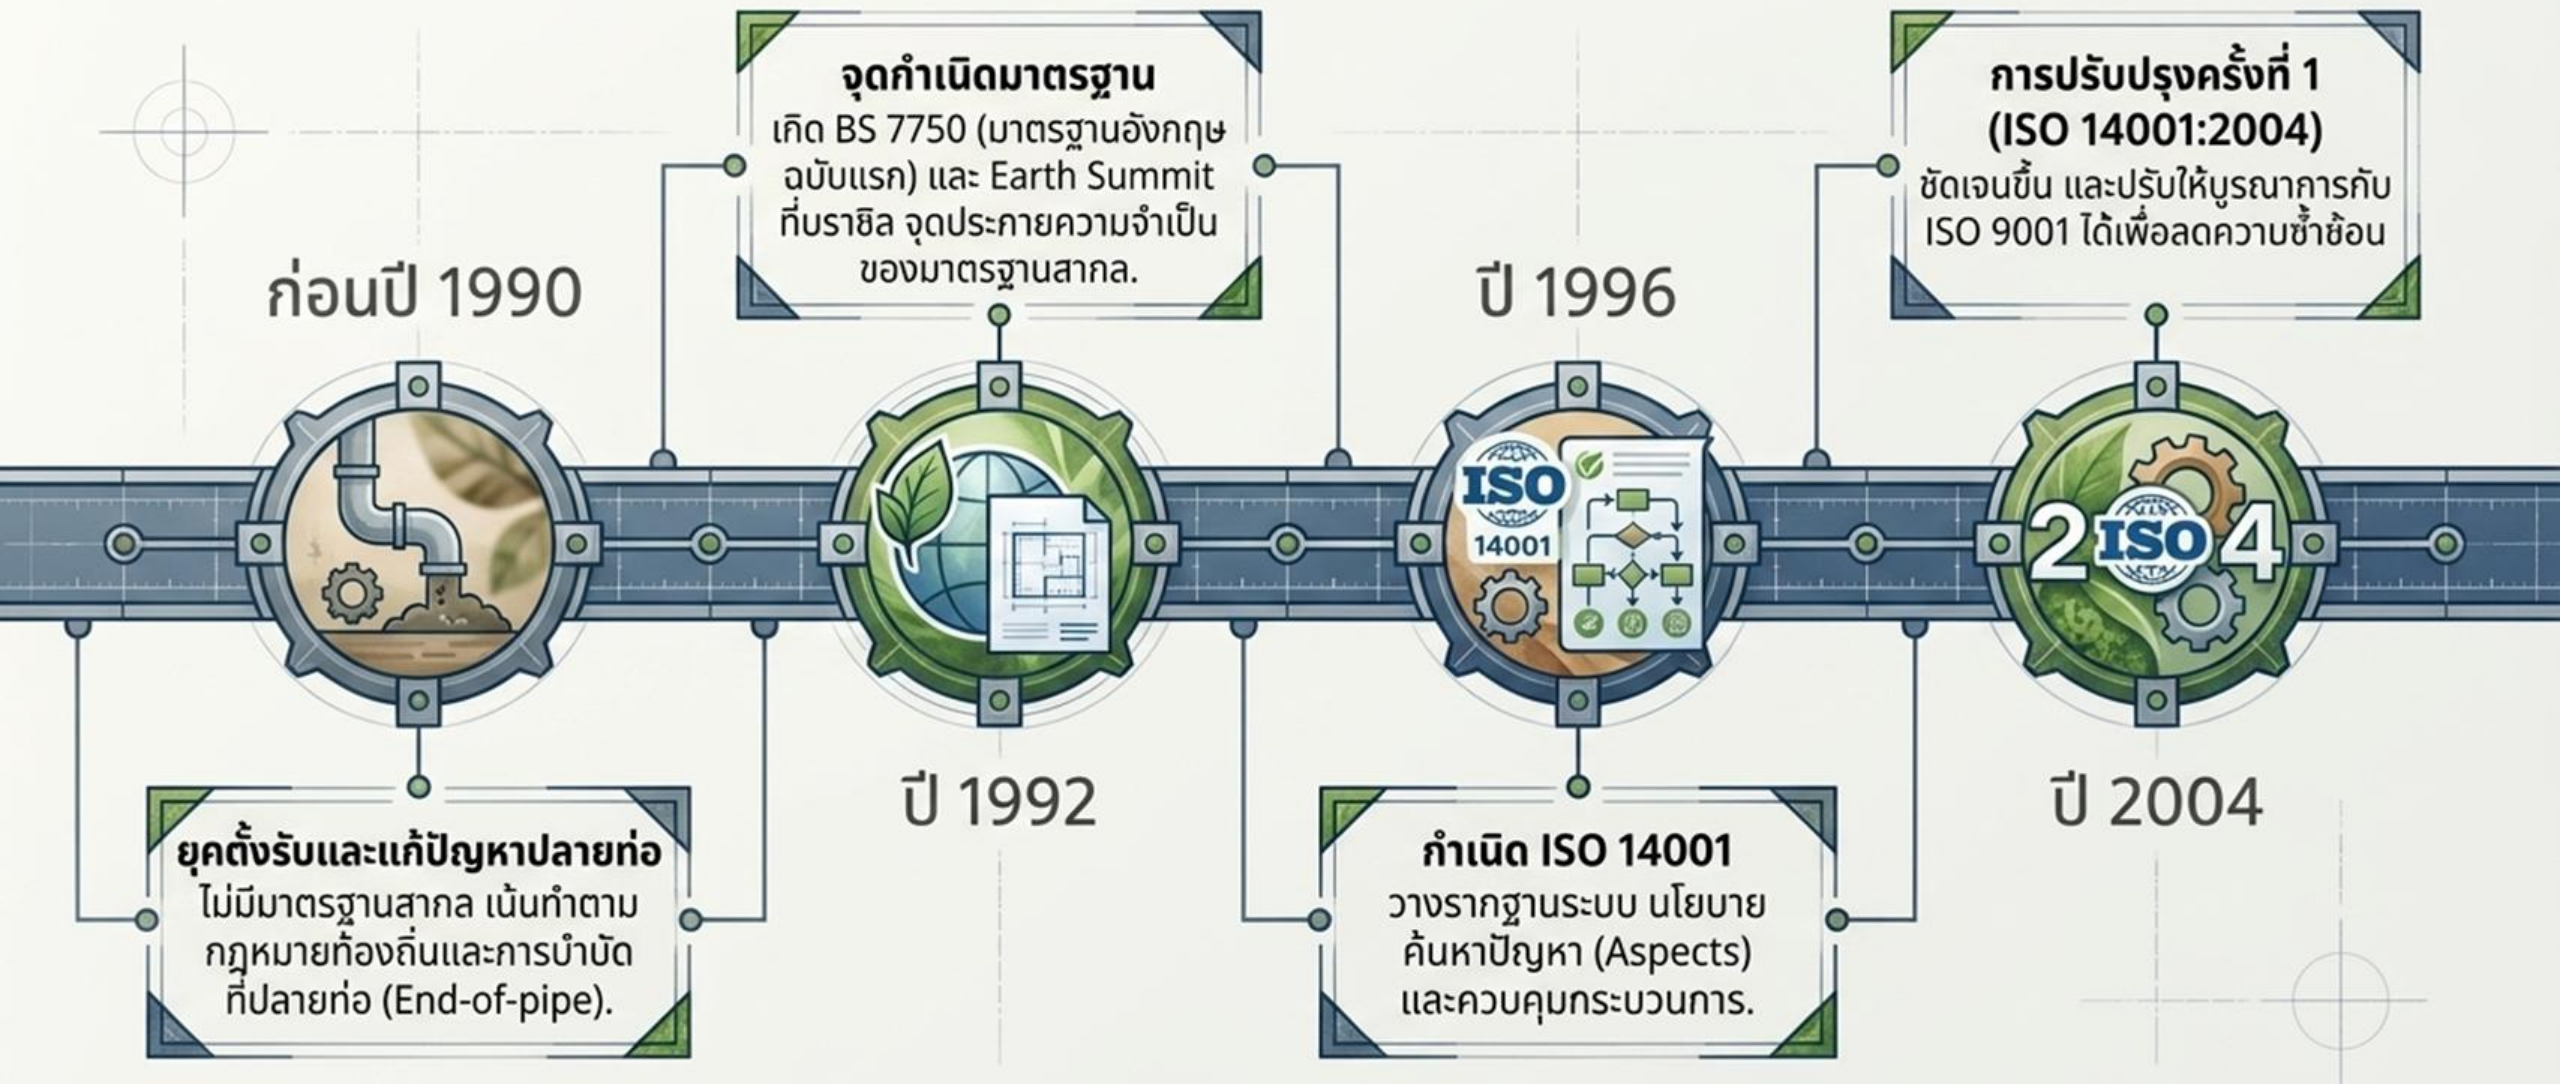 ก่อนปี 1990
ยุคตั้งรับและแก้ปัญหาปลายท่อ
ไม่มีมาตรฐานสากล เน้นทำตาม
กฎหมายท้องถิ่นและการบำบัด
ที่ปลายท่อ (End-of-pipe).
จุดกำเนิดมาตรฐาน
เกิด BS 7750 (มาตรฐานอังกฤษ
ฉบับแรก) และ Earth Summit
ที่บราซิล จุดประกายความจำเป็น
ของมาตรฐานสากล.
ปี 1992
ปี 1996
ISO
14001
กำเนิด ISO 14001
วางรากฐานระบบ นโยบาย
ค้นหาปัญหา (Aspects)
และควบคุมกระบวนการ.
การปรับปรุงครั้งที่ 1
(ISO 14001:2004)
ชัดเจนขึ้น และปรับให้บูรณาการกับ
ISO 9001 ได้เพื่อลดความซ้ำซ้อน
2 ISO 4
ปี 2004